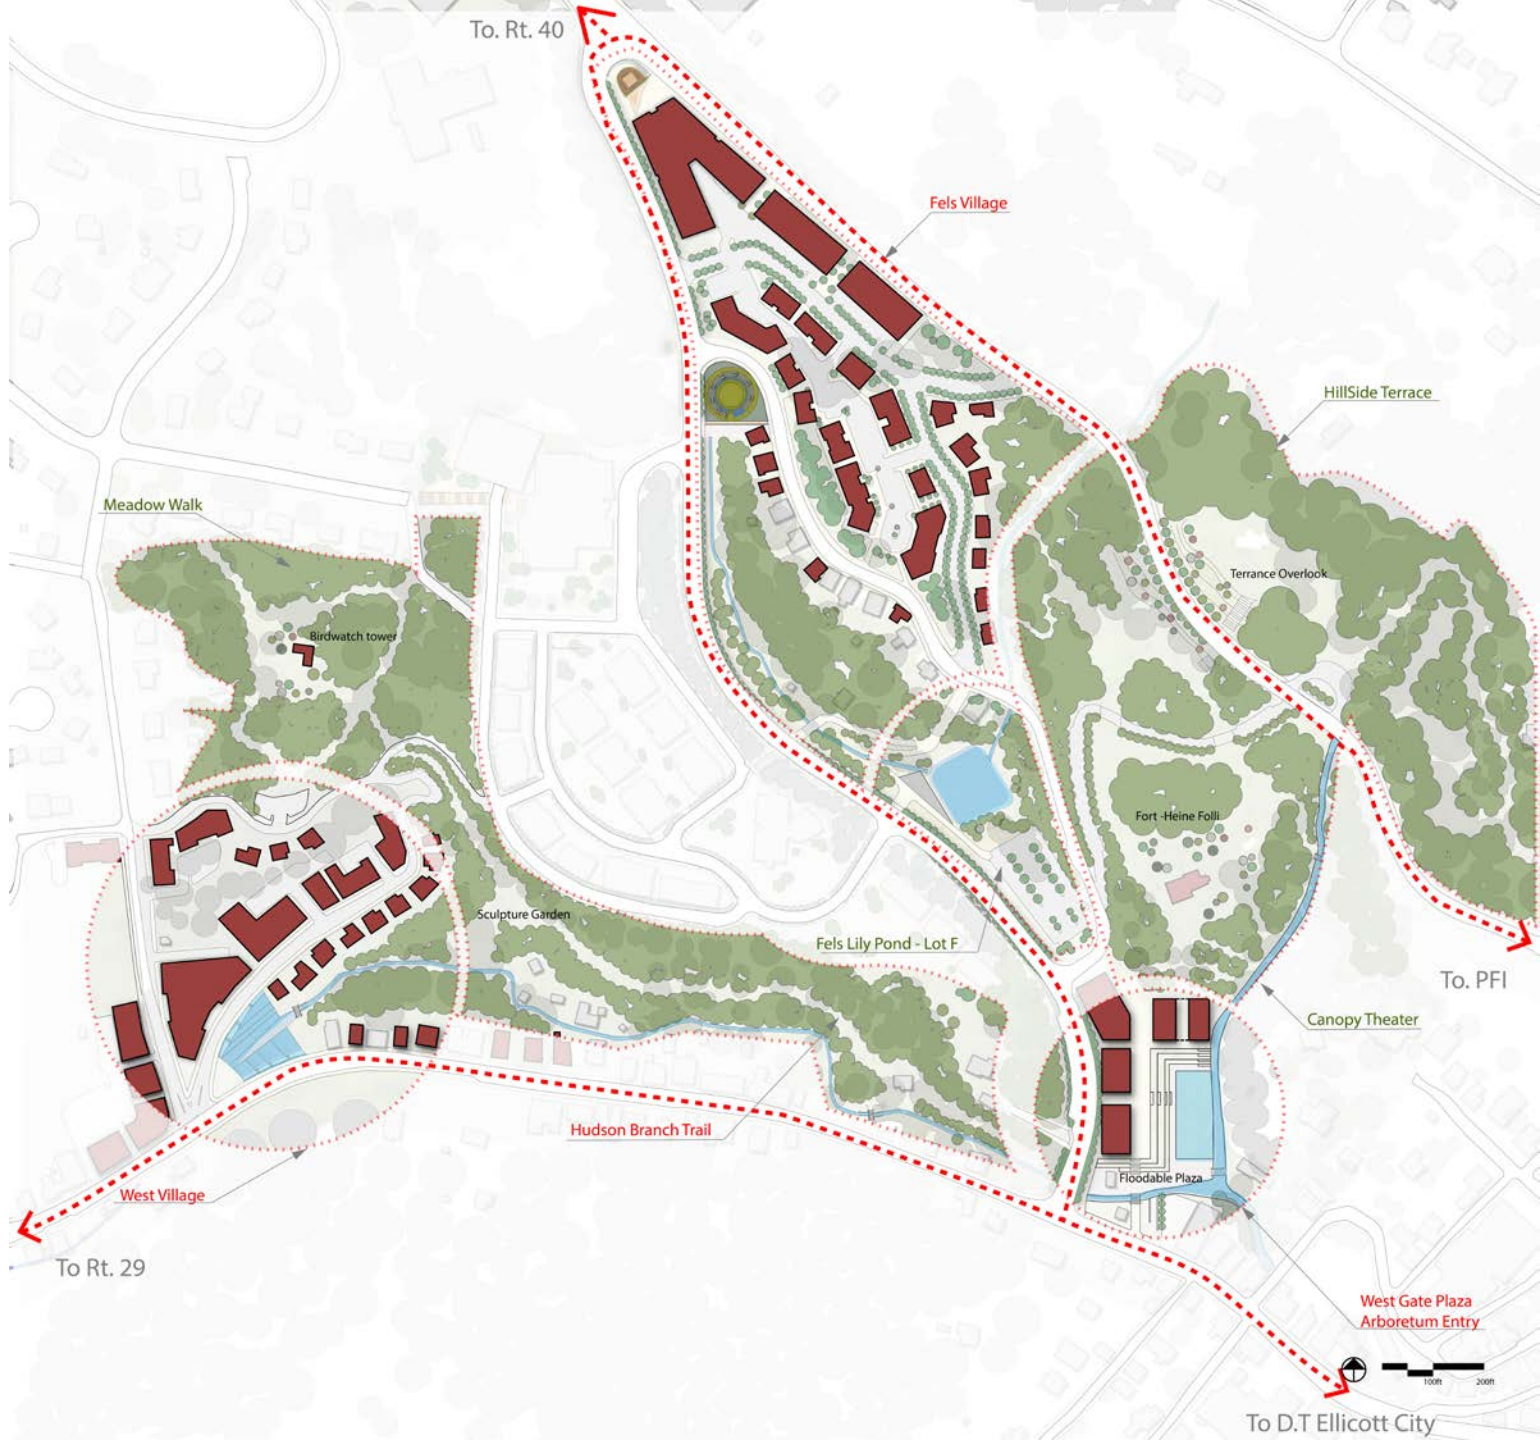 To. Rt. 40
Fels Village
HillSide Terrace
Meadow Walk
Terrance Overlook
Birdwatch tower
Fort -Heine Folli
Sculpture Garden
Fels Lily Pond - Lot F
To. PFI
Canopy Theater
Hudson Branch Trail
Floodable Plaza
West Village
To Rt. 29
West Gate Plaza
Arboretum Entry
100ft
200ft
To D.T Ellicott City